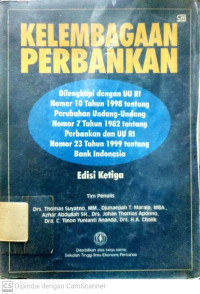 KELEMBAGAAN
PERBANKAN
Dilengkapi dengan UU RI
Nomor 10 Tahun 1998 tentang
Perubahan Undang-Undang
Nomor 7 Tahun 1982 tentang
Perbankan dan UU RI
Nomor 23 Tahun 1999 tentang
Bank Indonesia
Edisi Ketiga
Tim Penulis
Drs. Thomas Suyatno, MM., Djuhaepah T. Marala, MBA.,
Azhar Abdullah SH., Drs. Johan Thomas Aponno,
Drs. C. Tinon Yunianti Ananda, Drs. H.A. Chalik
Diterbitkan atas kerja sama:
Sekolah Tinggi Ilmu Ekonomi Perbanas
CS Dipindai dengan CamScanner